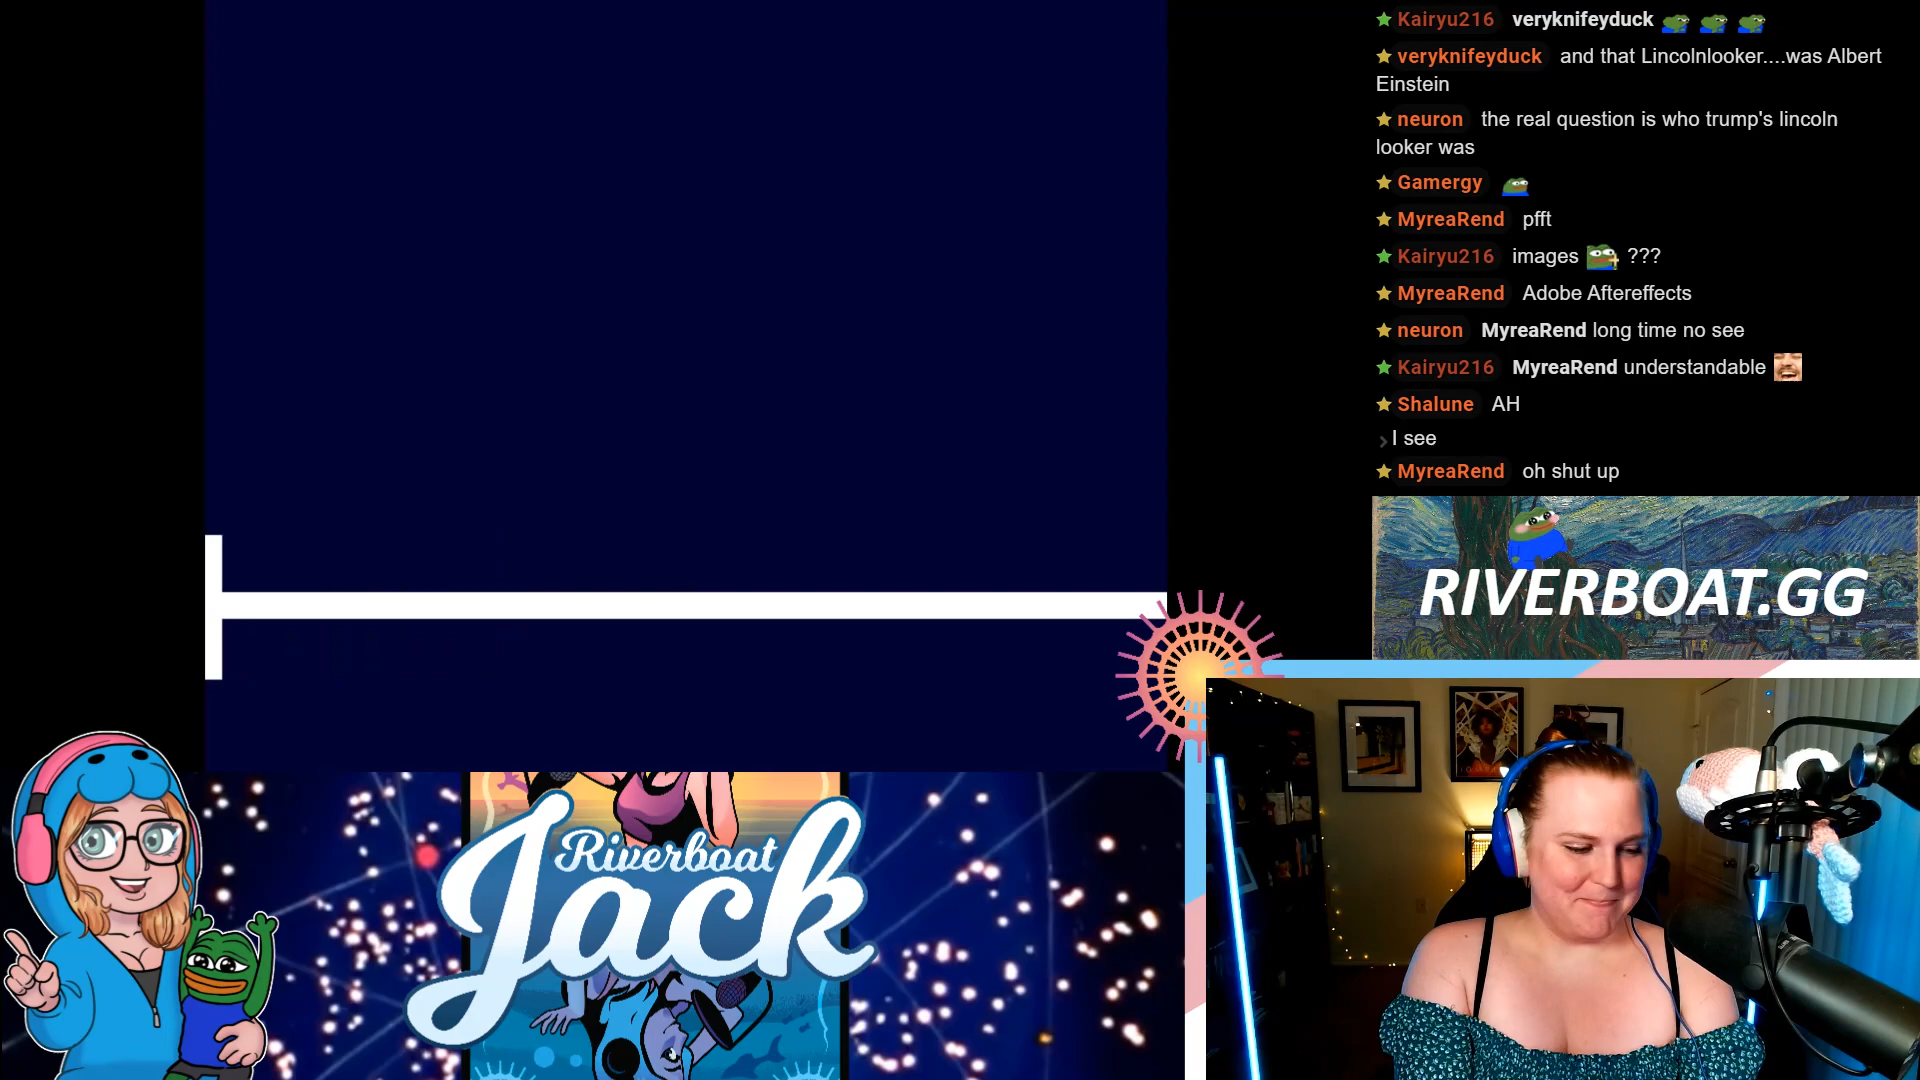 Kairyu216 veryknifeyduck
veryknifeyduck and that Lincolnlooker....was Albert
Einstein
neuron the real question is who trump's lincoln
looker was
Gamergy
MyreaRend pfft
Kairyu216 images ???
MyreaRend Adobe Aftereffects
neuron MyreaRend long time no see
Kairyu216 MyreaRend understandable
Shalune AH
I see
MyreaRend oh shut up
RIVERBOAT.GG
Riverboat
Jack